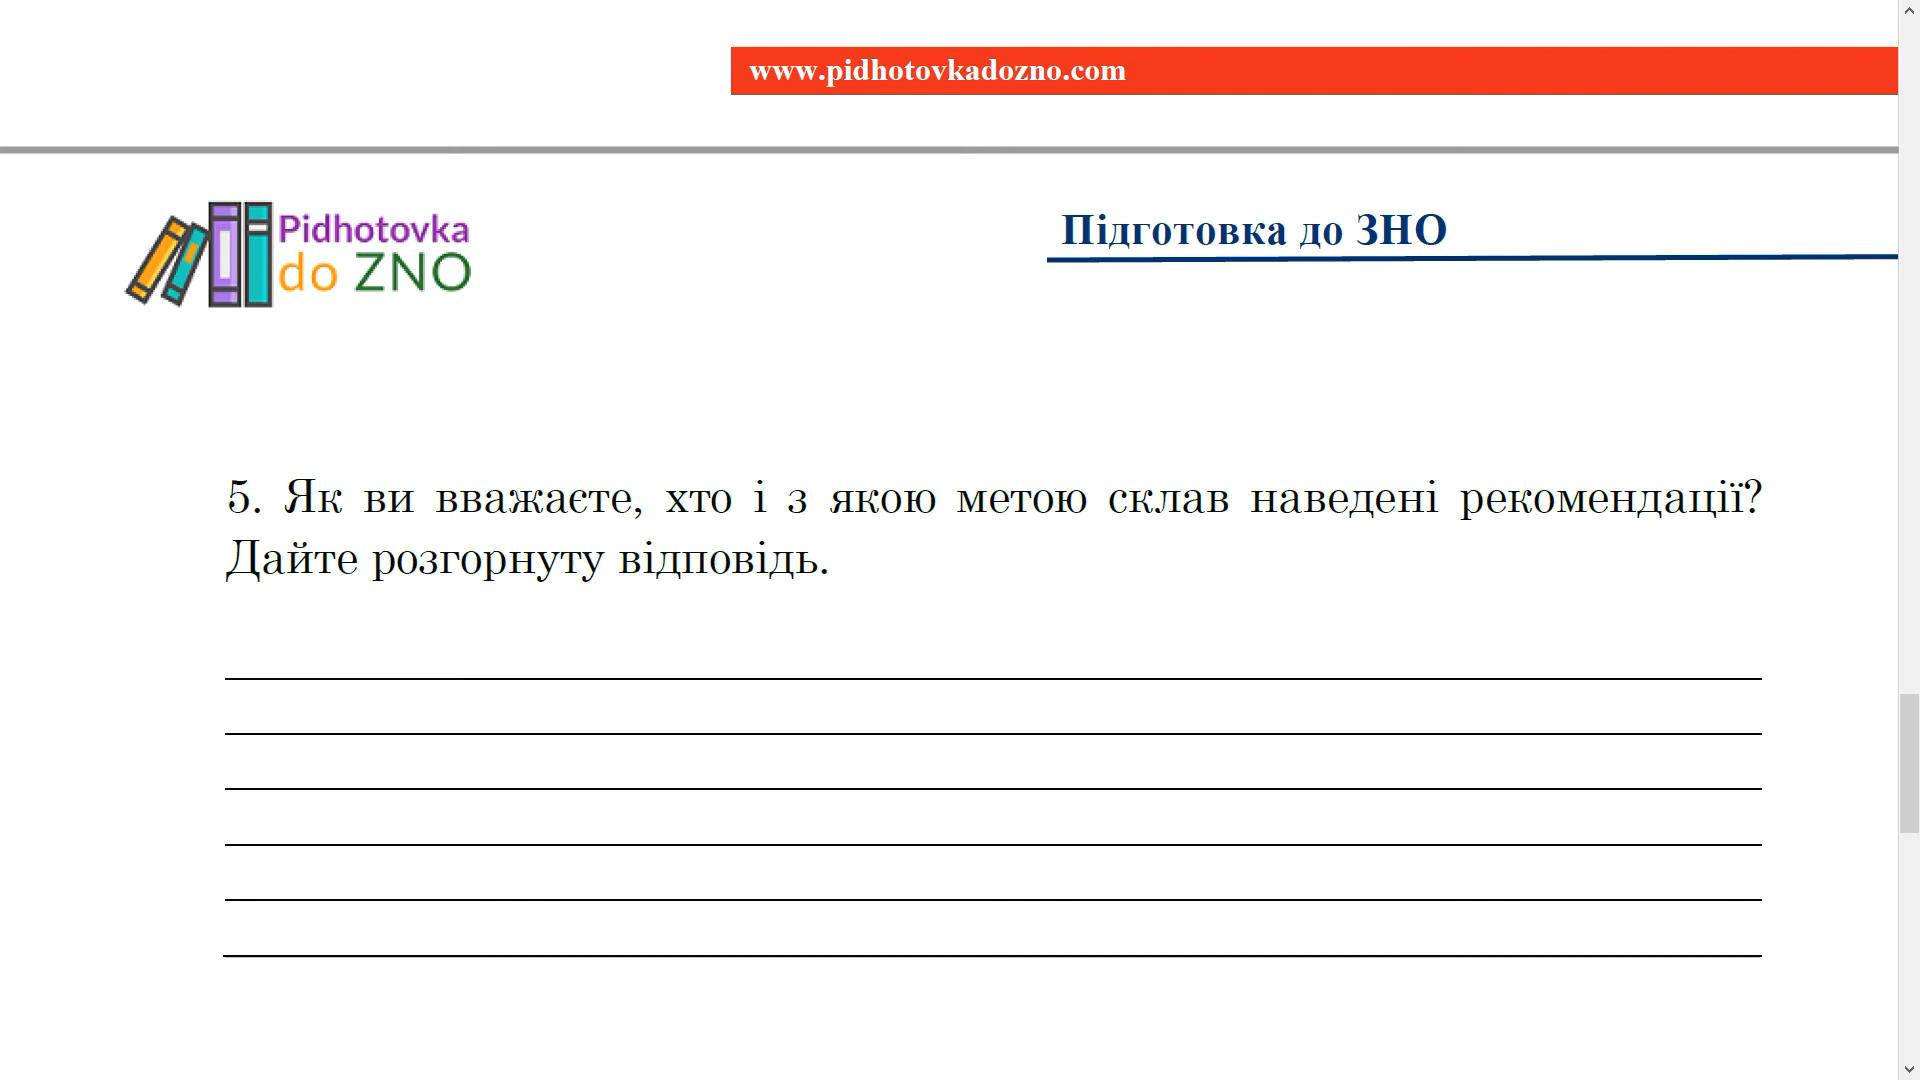 www.pidhotovkadozno.com
Pidhotovka
do ZNO
Підготовка до ЗНО
5. Як ви вважаєте, хто і з якою метою склав наведені рекомендації?
Дайте розгорнуту відповідь.